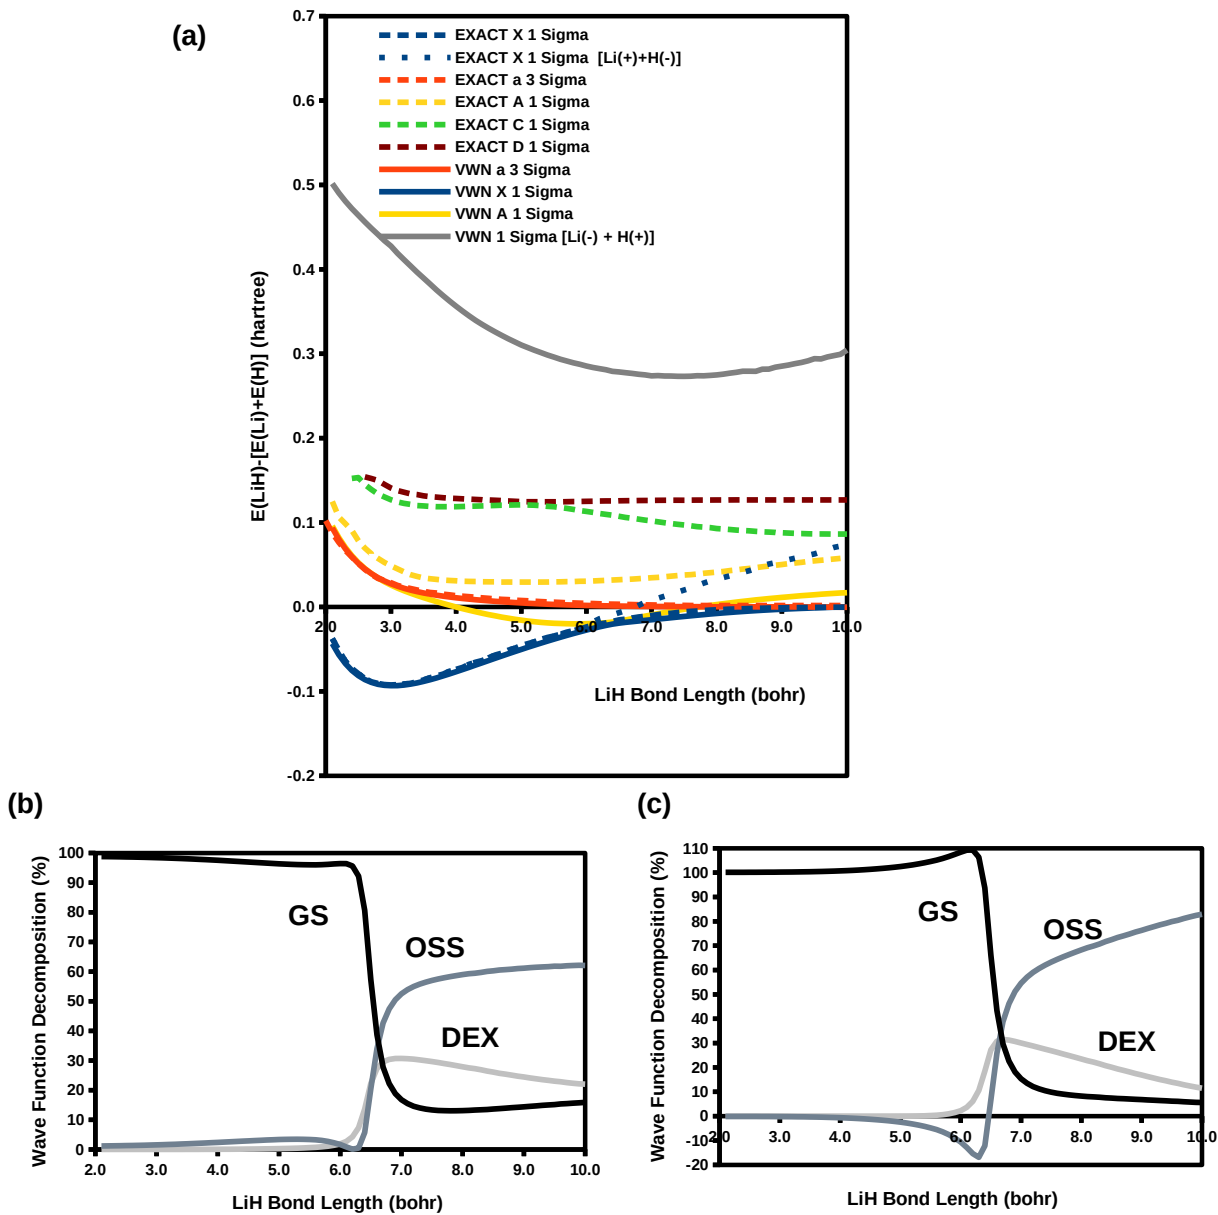 (a)
0.7
0.6
0.5
0.4
0.3
0.2
0.1
0.0
-0.1
-0.2
E(LiH)-[E(Li)+E(H)] (hartree)
EXACT X 1 Sigma
EXACT X 1 Sigma [Li(+)+H(-)]
EXACT a 3 Sigma
EXACT A 1 Sigma
EXACT C 1 Sigma
EXACT D 1 Sigma
VWN a 3 Sigma
VWN X 1 Sigma
VWN A 1 Sigma
VWN 1 Sigma [Li(-) + H(+)]
2.0 3.0 4.0 5.0 6.0 7.0 8.0 9.0 10.0
LiH Bond Length (bohr)
(b)
100
90
80
70
60
50
40
30
20
10
0
Wave Function Decomposition (%)
GS
OSS
DEX
2.0 3.0 4.0 5.0 6.0 7.0 8.0 9.0 10.0
LiH Bond Length (bohr)
(c)
110
100
90
80
70
60
50
40
30
20
10
0
-10
-20
Wave Function Decomposition (%)
GS
OSS
DEX
2.0 3.0 4.0 5.0 6.0 7.0 8.0 9.0 10.0
LiH Bond Length (bohr)